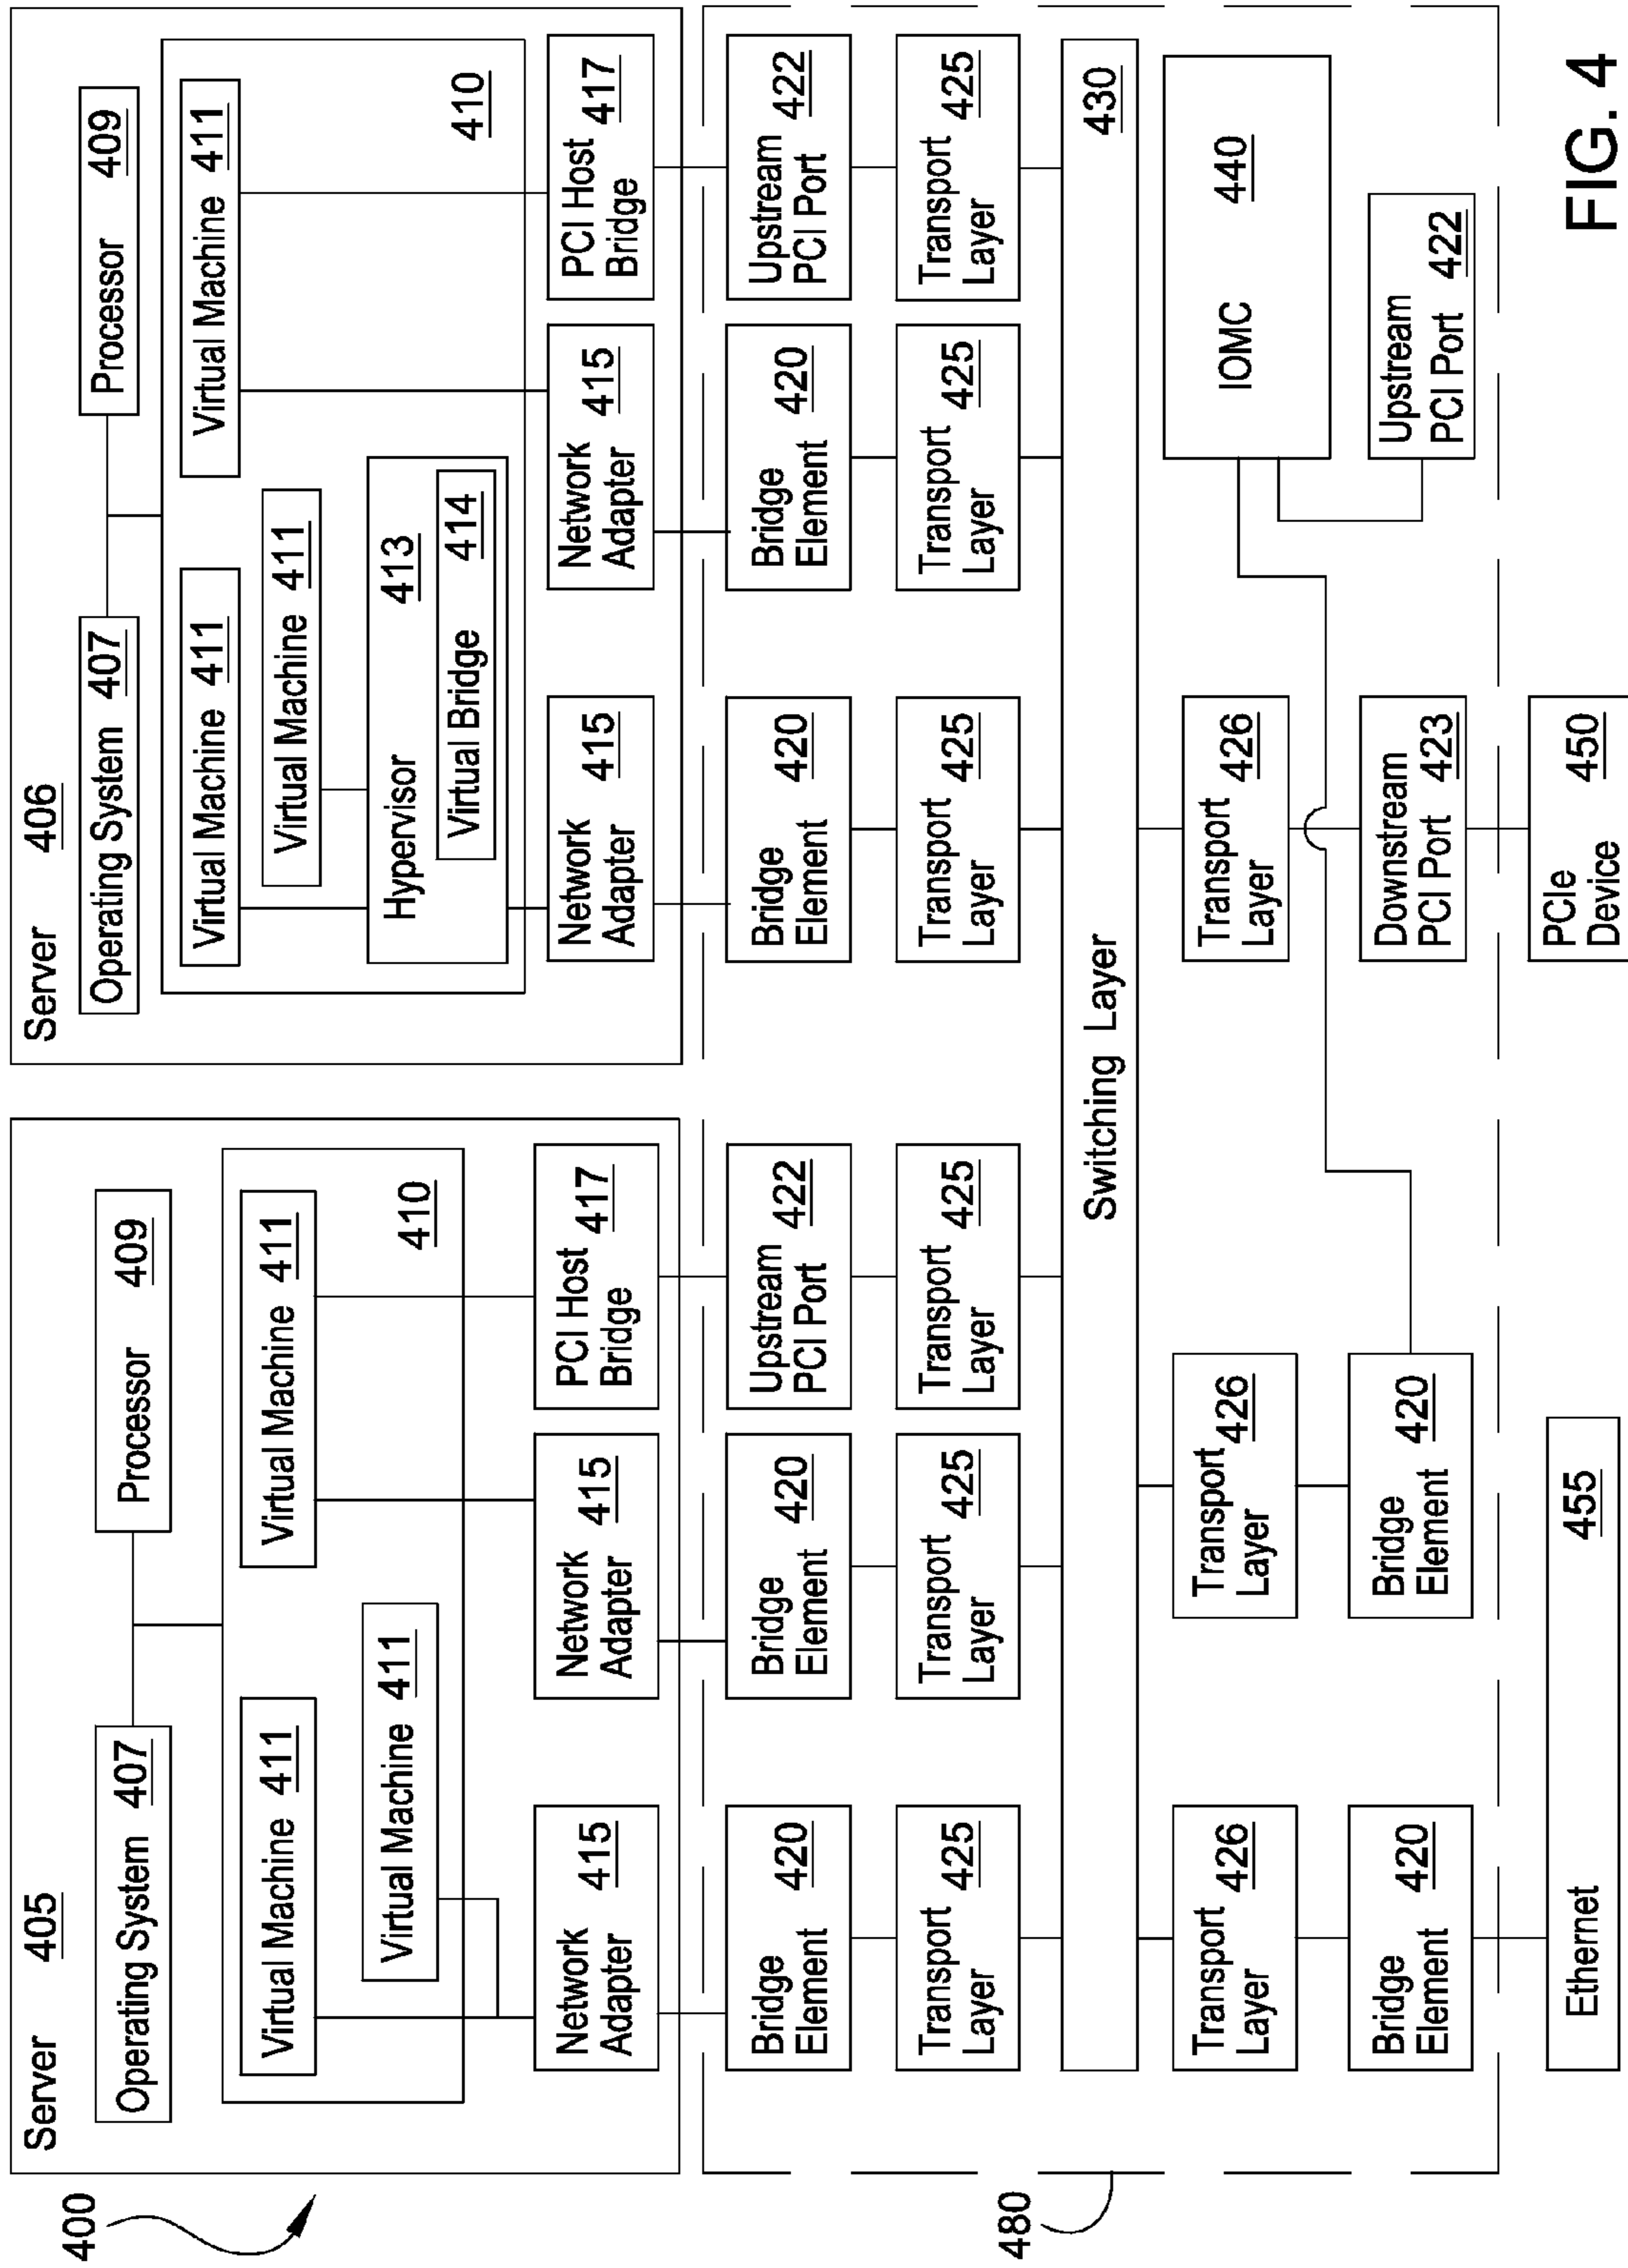 400
Server 405
Operating System 407
Processor 409
Virtual Machine 411
Virtual Machine 411
Virtual Machine 411
410
Network
Adapter 415
Network
Adapter 415
PCI Host
Bridge 417
Server 406
Operating System 407
Processor 409
Virtual Machine 411
Virtual Machine 411
Virtual Machine 411
Hypervisor 413
Virtual Bridge 414
410
Network
Adapter 415
Network
Adapter 415
PCI Host
Bridge 417
480
Bridge
Element 420
Bridge
Element 420
Upstream
PCI Port 422
Bridge
Element 420
Bridge
Element 420
Upstream
PCI Port 422
Transport
Layer 425
Transport
Layer 425
Transport
Layer 425
Transport
Layer 425
Transport
Layer 425
Transport
Layer 425
Switching Layer 430
Transport
Layer 426
Transport
Layer 426
Transport
Layer 426
IOMC 440
Bridge
Element 420
Bridge
Element 420
Downstream
PCI Port 423
Upstream
PCI Port 422
Ethernet 455
PCIe
Device 450
FIG. 4